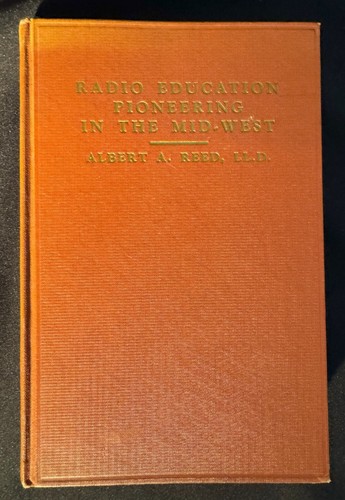 RADIO EDUCATION
PIONEERING
IN THE MID-WEST
ALBERT A. REED, LL.D.